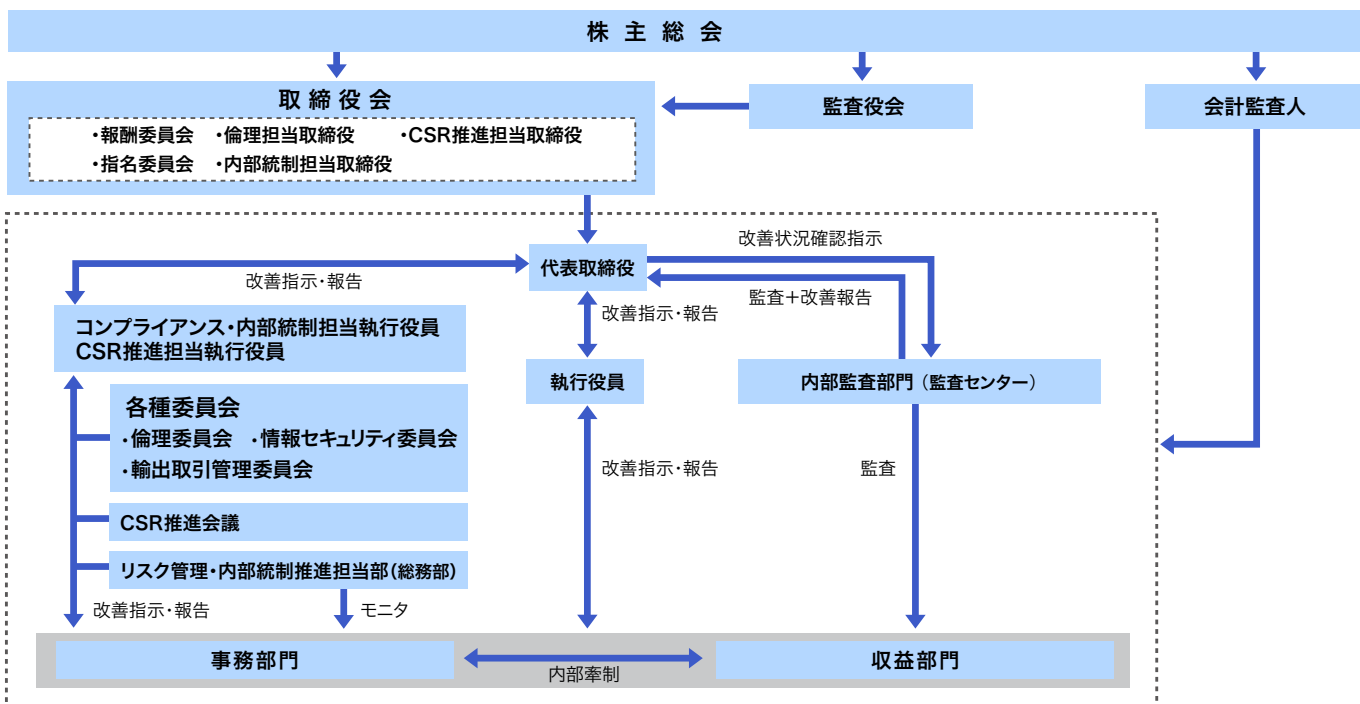 株主総会
取締役会
・報酬委員会 ・倫理担当取締役 ・CSR推進担当取締役
・指名委員会 ・内部統制担当取締役
監査役会
会計監査人
代表取締役
改善状況確認指示
監査＋改善報告
改善指示・報告
改善指示・報告
コンプライアンス・内部統制担当執行役員
CSR推進担当執行役員
執行役員
内部監査部門（監査センター）
各種委員会
・倫理委員会 ・情報セキュリティ委員会
・輸出取引管理委員会
改善指示・報告
監査
CSR推進会議
リスク管理・内部統制推進担当部(総務部)
改善指示・報告
モニタ
事務部門
内部牽制
収益部門